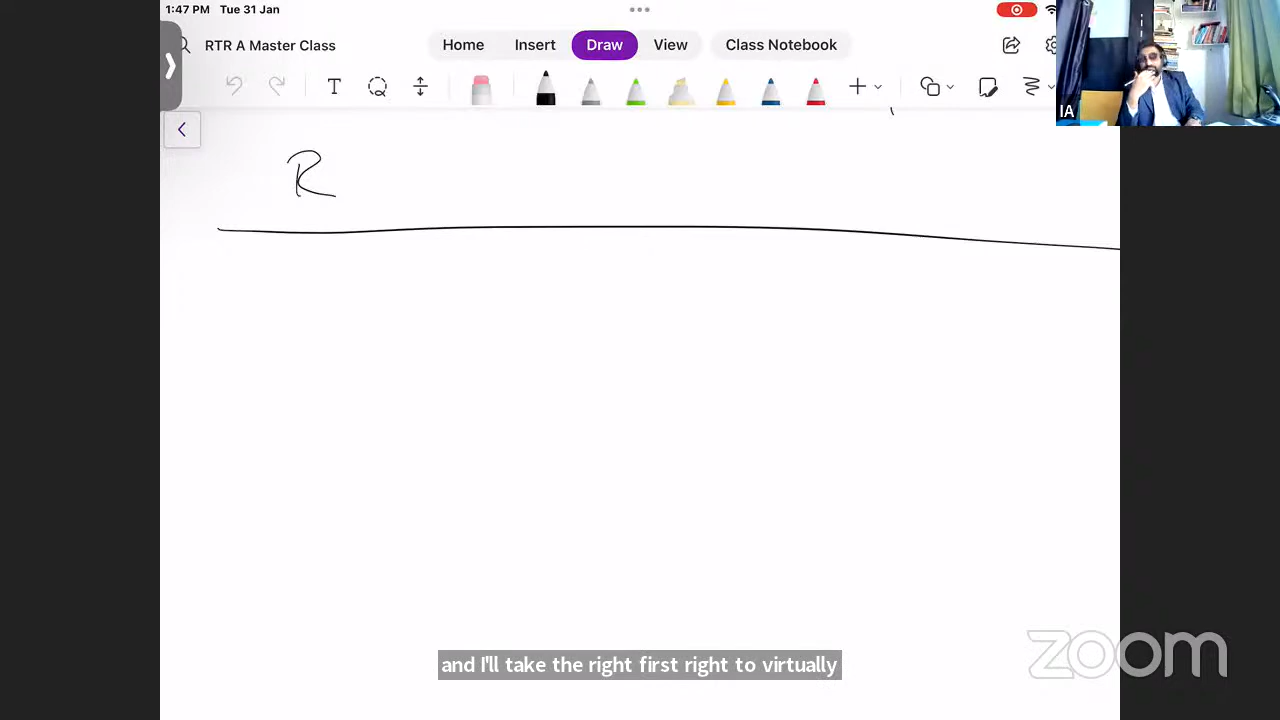 1:47 PM Tue 31 Jan
RTR A Master Class
Home Insert Draw View Class Notebook
T
IA
R
and I'll take the right first right to virtually
zoom